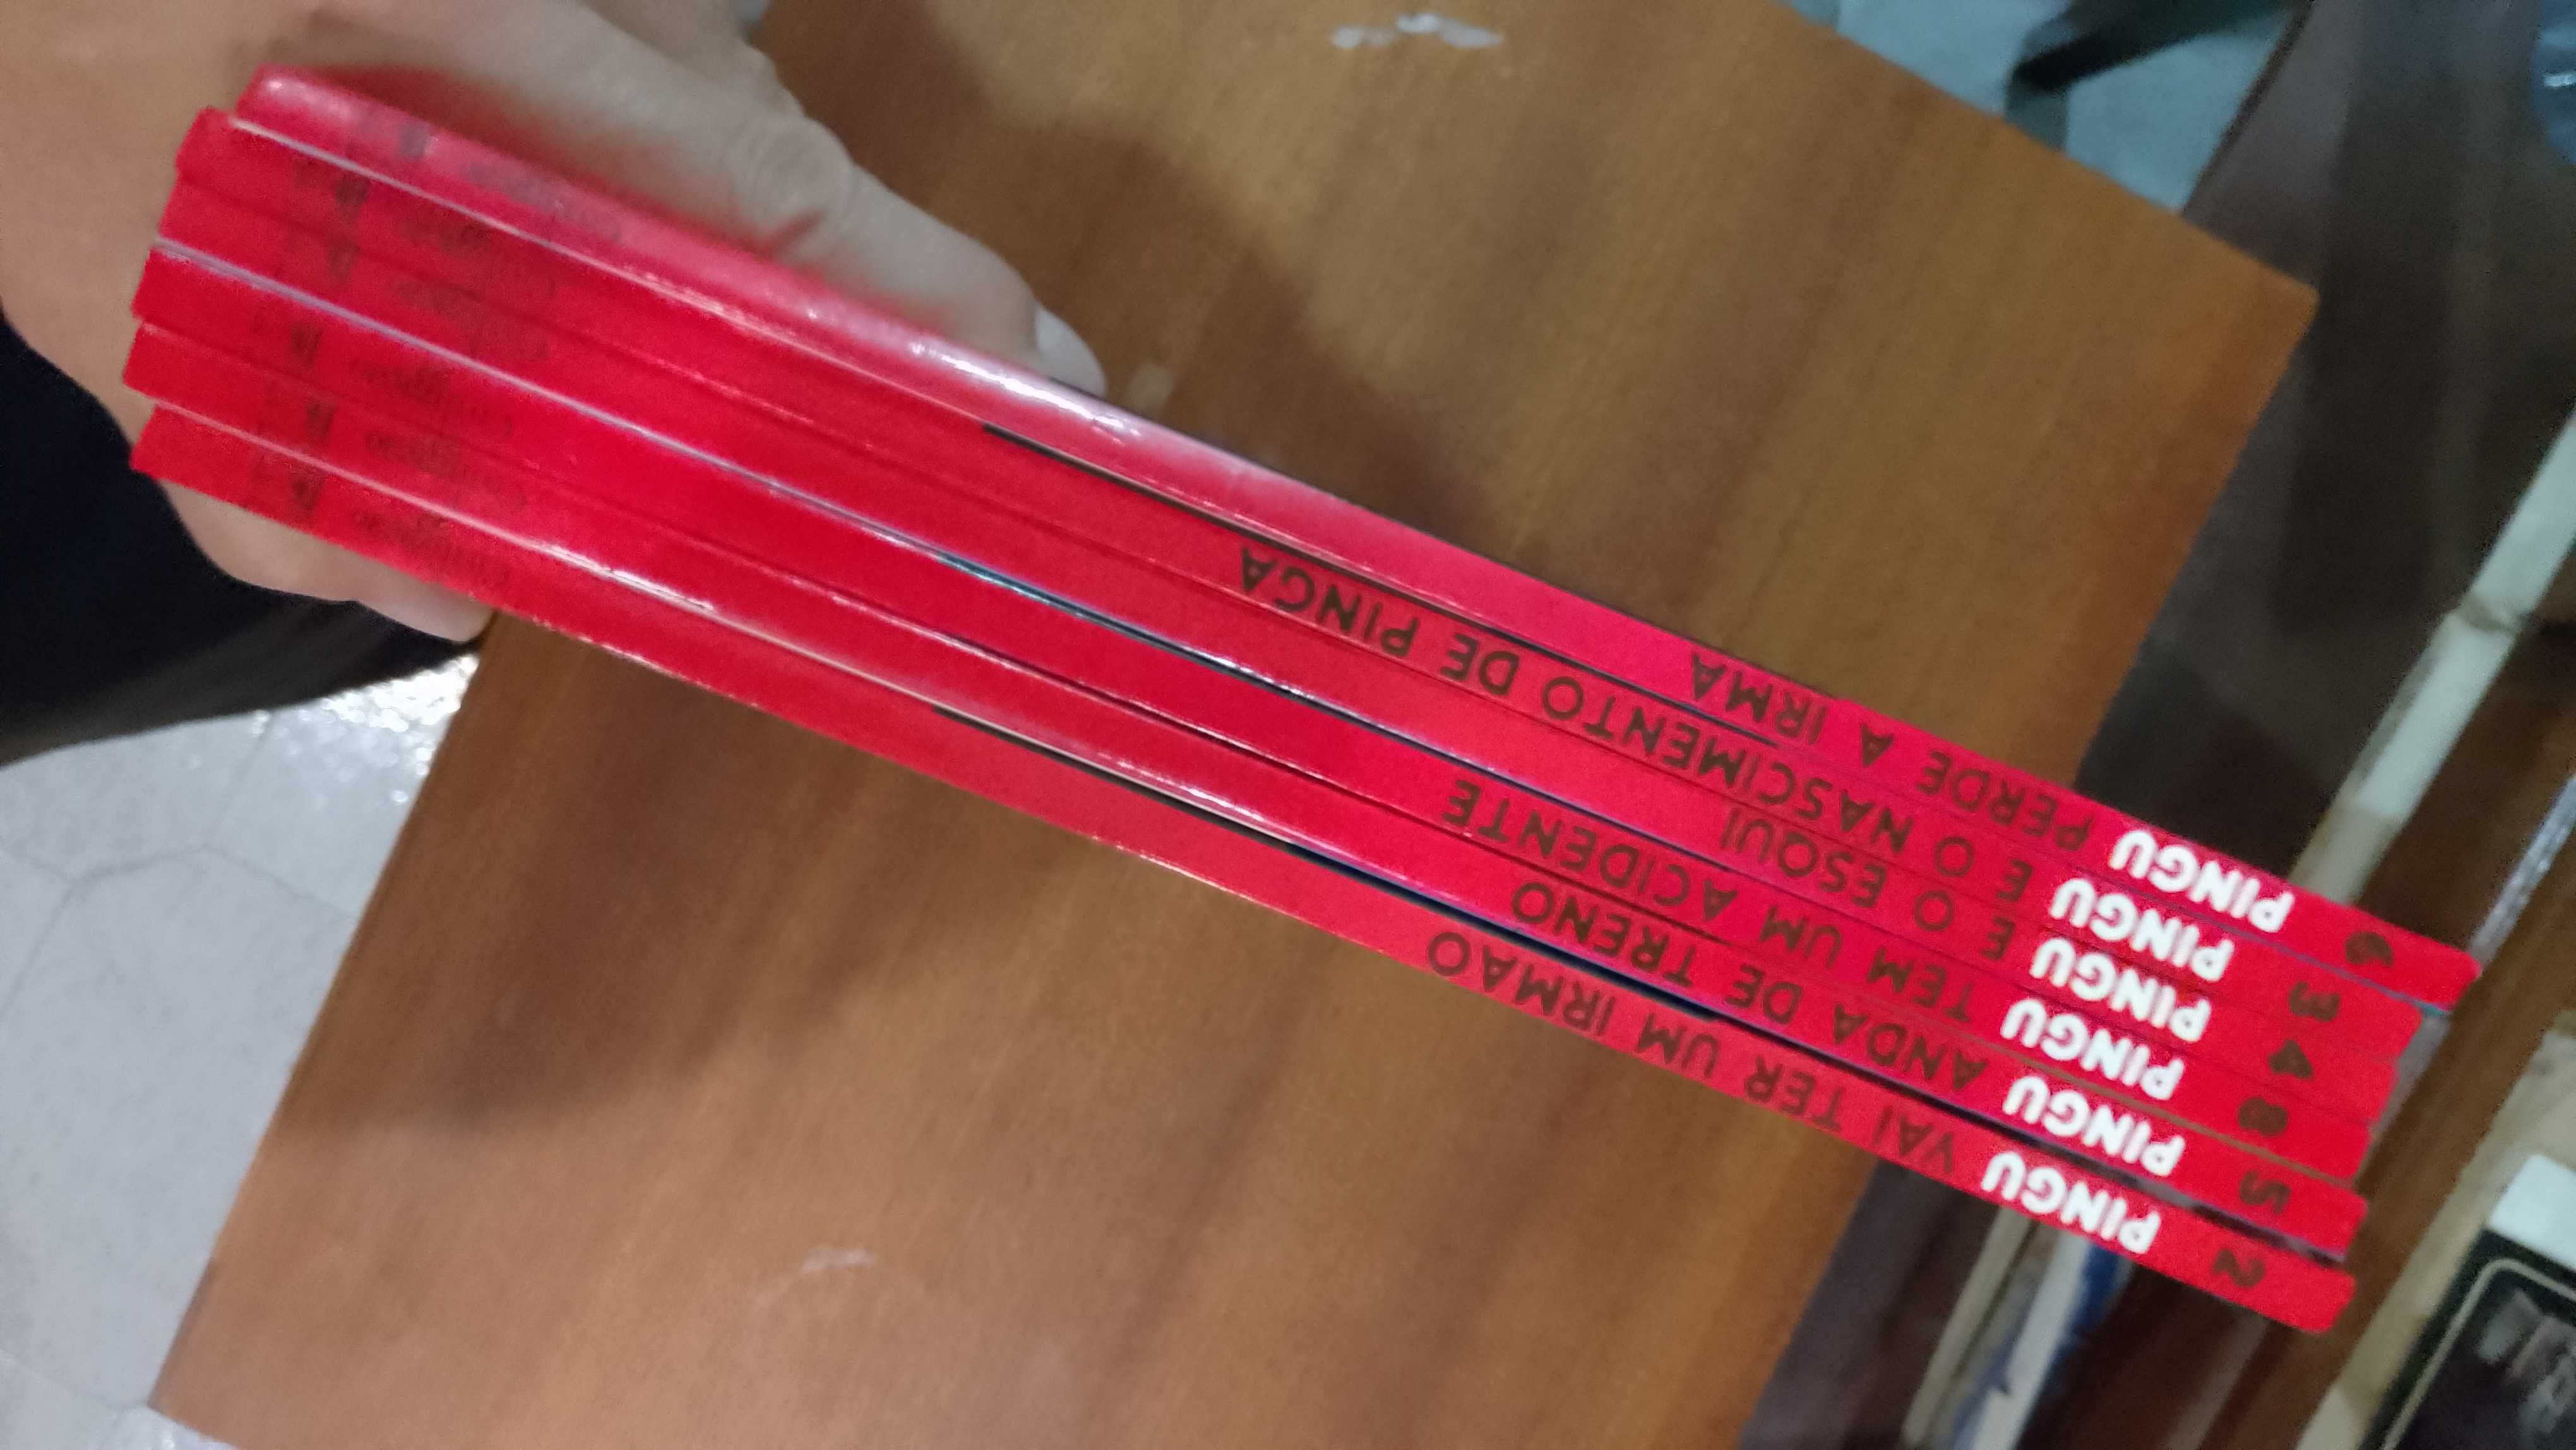 2 PINGU VAI TER UM IRMAO
5 PINGU ANDA DE TRENO
8 PINGU TEM UM ACIDENTE
4 PINGU E O ESQUI
3 PINGU E O NASCIMENTO DE PINGA
6 PINGU PERDE A IRMA